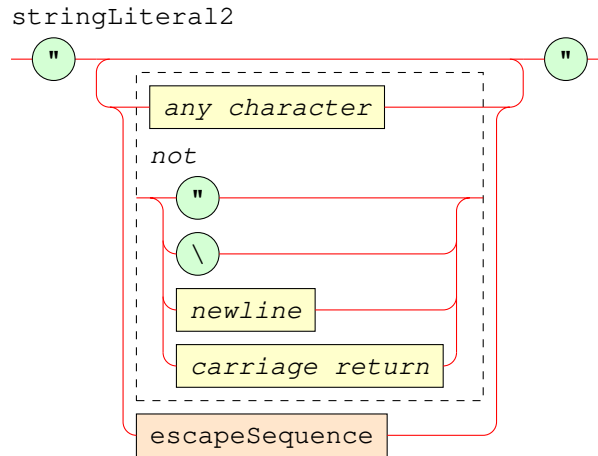 stringLiteral2
" "
any character
not
"
\
newline
carriage return
escapeSequence